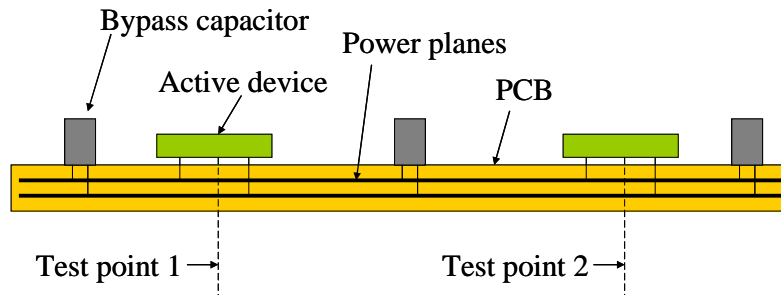 Bypass capacitor
Power planes
Active device
PCB
Test point 1
Test point 2